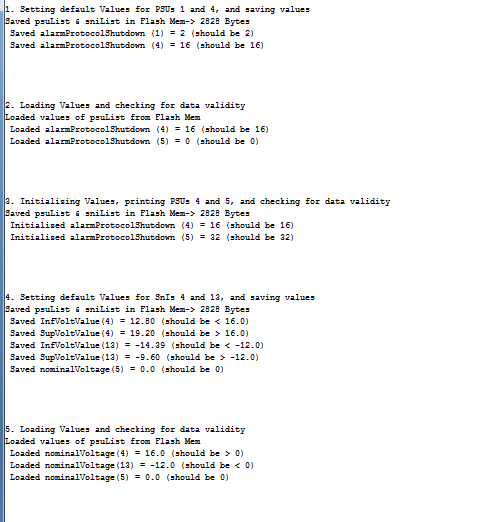 1. Setting default Values for PSUs 1 and 4, and saving values
Saved psuList & sniList in Flash Mem-> 2828 Bytes
Saved alarmProtocolShutdown (1) = 2 (should be 2)
Saved alarmProtocolShutdown (4) = 16 (should be 16)
2. Loading Values and checking for data validity
Loaded values of psuList from Flash Mem
Loaded alarmProtocolShutdown (4) = 16 (should be 16)
Loaded alarmProtocolShutdown (5) = 0 (should be 0)
3. Initialising Values, printing PSUs 4 and 5, and checking for data validity
Saved psuList & sniList in Flash Mem-> 2828 Bytes
Initialised alarmProtocolShutdown (4) = 16 (should be 16)
Initialised alarmProtocolShutdown (5) = 32 (should be 32)
4. Setting default Values for SnIs 4 and 13, and saving values
Saved psuList & sniList in Flash Mem-> 2828 Bytes
Saved InfVoltValue(4) = 12.80 (should be < 16.0)
Saved SupVoltValue(4) = 19.20 (should be > 16.0)
Saved InfVoltValue(13) = -14.39 (should be < -12.0)
Saved SupVoltValue(13) = -9.60 (should be > -12.0)
Saved nominalVoltage(5) = 0.0 (should be 0)
5. Loading Values and checking for data validity
Loaded values of psuList from Flash Mem
Loaded nominalVoltage(4) = 16.0 (should be > 0)
Loaded nominalVoltage(13) = -12.0 (should be < 0)
Loaded nominalVoltage(5) = 0.0 (should be 0)